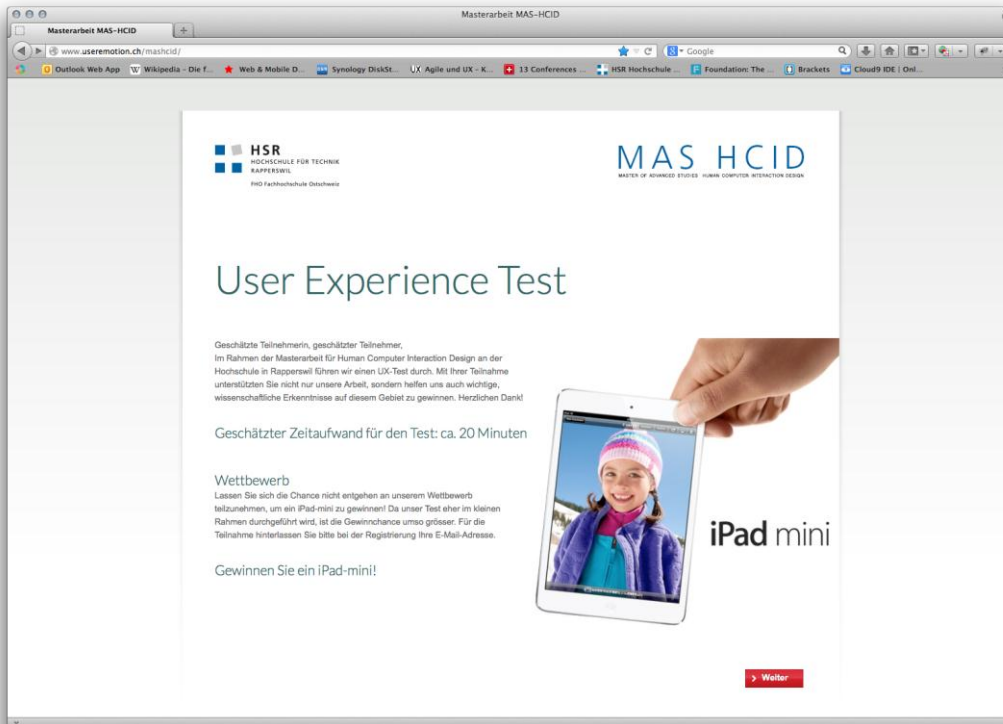 Masterarbeit MAS-HCID
Masterarbeit MAS-HCID
www.useremotion.ch/mashcid/
Google
Outlook Web App
Wikipedia - Die f...
Web & Mobile D...
Synology DiskSt...
UX Agile und UX - K...
13 Conferences ...
HSR Hochschule ...
Foundation: The ...
Brackets
Cloud9 IDE | Onl...
HSR
HOCHSCHULE FÜR TECHNIK
RAPPERSWIL
FHO Fachhochschule Ostschweiz
MAS HCID
MASTER OF ADVANCED STUDIES HUMAN COMPUTER INTERACTION DESIGN
User Experience Test
Geschätzte Teilnehmerin, geschätzter Teilnehmer,
Im Rahmen der Masterarbeit für Human Computer Interaction Design an der
Hochschule in Rapperswil führen wir einen UX-Test durch. Mit Ihrer Teilnahme
unterstützten Sie nicht nur unsere Arbeit, sondern helfen uns auch wichtige,
wissenschaftliche Erkenntnisse auf diesem Gebiet zu gewinnen. Herzlichen Dank!
Geschätzter Zeitaufwand für den Test: ca. 20 Minuten
Wettbewerb
Lassen Sie sich die Chance nicht entgehen an unserem Wettbewerb
teilzunehmen, um ein iPad-mini zu gewinnen! Da unser Test eher im kleinen
Rahmen durchgeführt wird, ist die Gewinnchance umso grösser. Für die
Teilnahme hinterlassen Sie bitte bei der Registrierung Ihre E-Mail-Adresse.
Gewinnen Sie ein iPad-mini!
iPad mini
Weiter